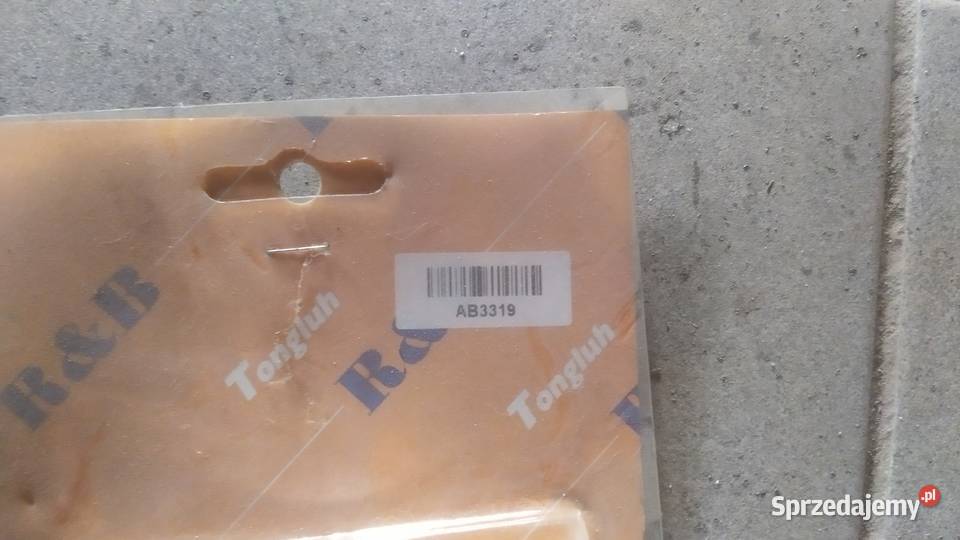 AB3319
R&B
Tongluh
R&
Tongluh
Sprzedajemy.pl